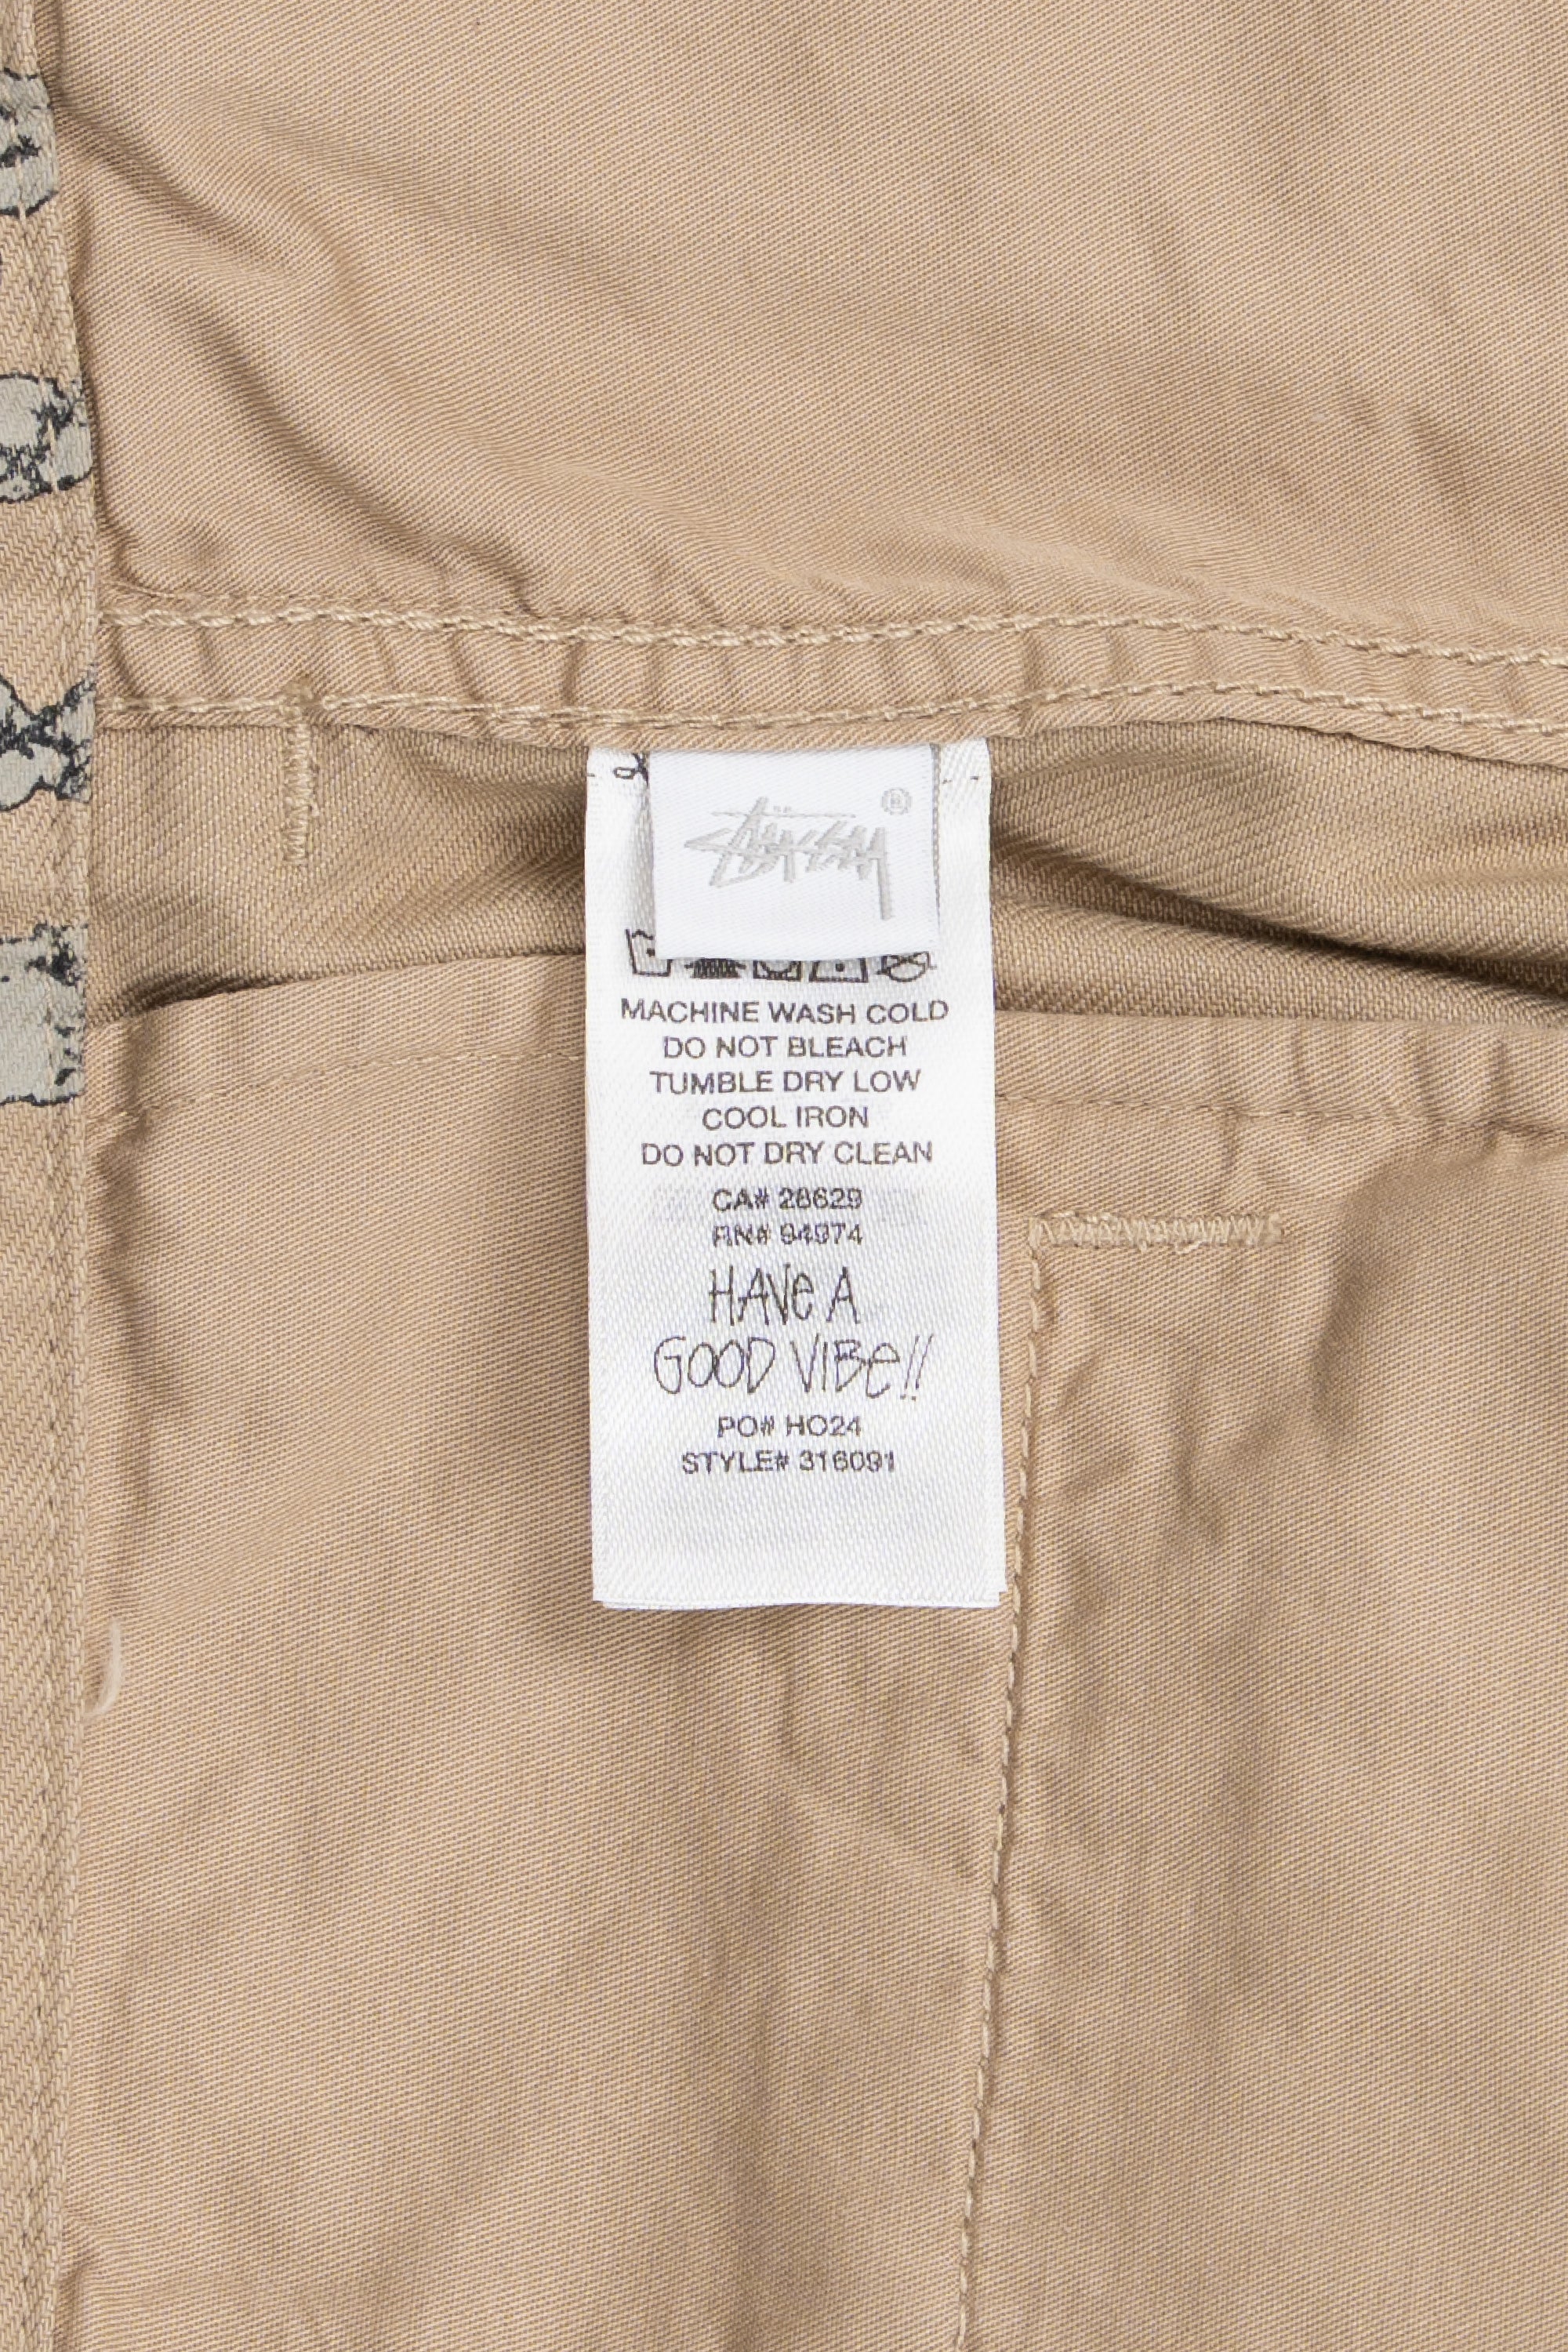 STÜSSY ®
MACHINE WASH COLD
DO NOT BLEACH
TUMBLE DRY LOW
COOL IRON
DO NOT DRY CLEAN
CA# 28629
RN# 94974
HAVe A
GOOD VIBe!!
PO# HO24
STYLE# 316091